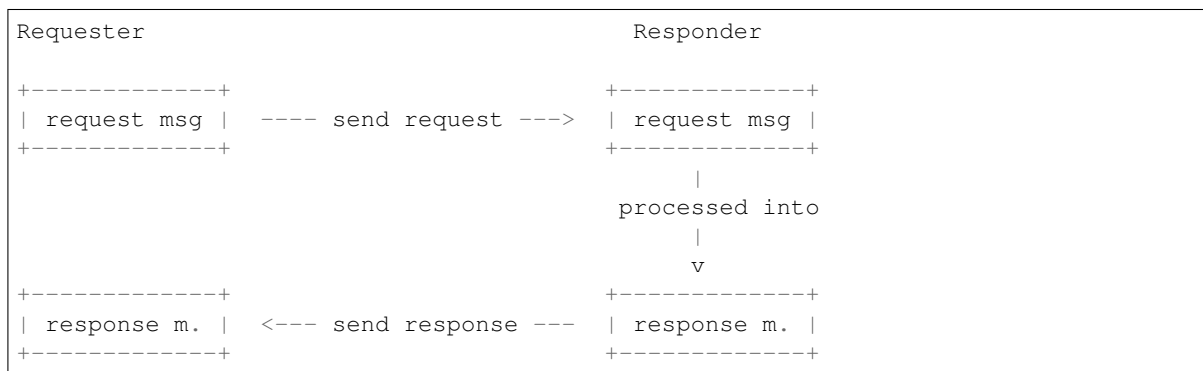 Requester                                Responder
+-------------+                          +-------------+
| request msg |  ---- send request --->  | request msg |
+-------------+                          +-------------+
                                               |
                                          processed into
                                               |
                                               v
+-------------+                          +-------------+
| response m. |  <--- send response ---  | response m. |
+-------------+                          +-------------+